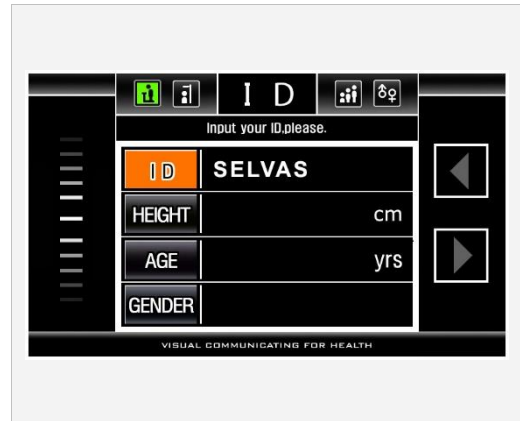 I D
Input your ID,please.
ID SELVAS
HEIGHT cm
AGE yrs
GENDER
VISUAL COMMUNICATING FOR HEALTH